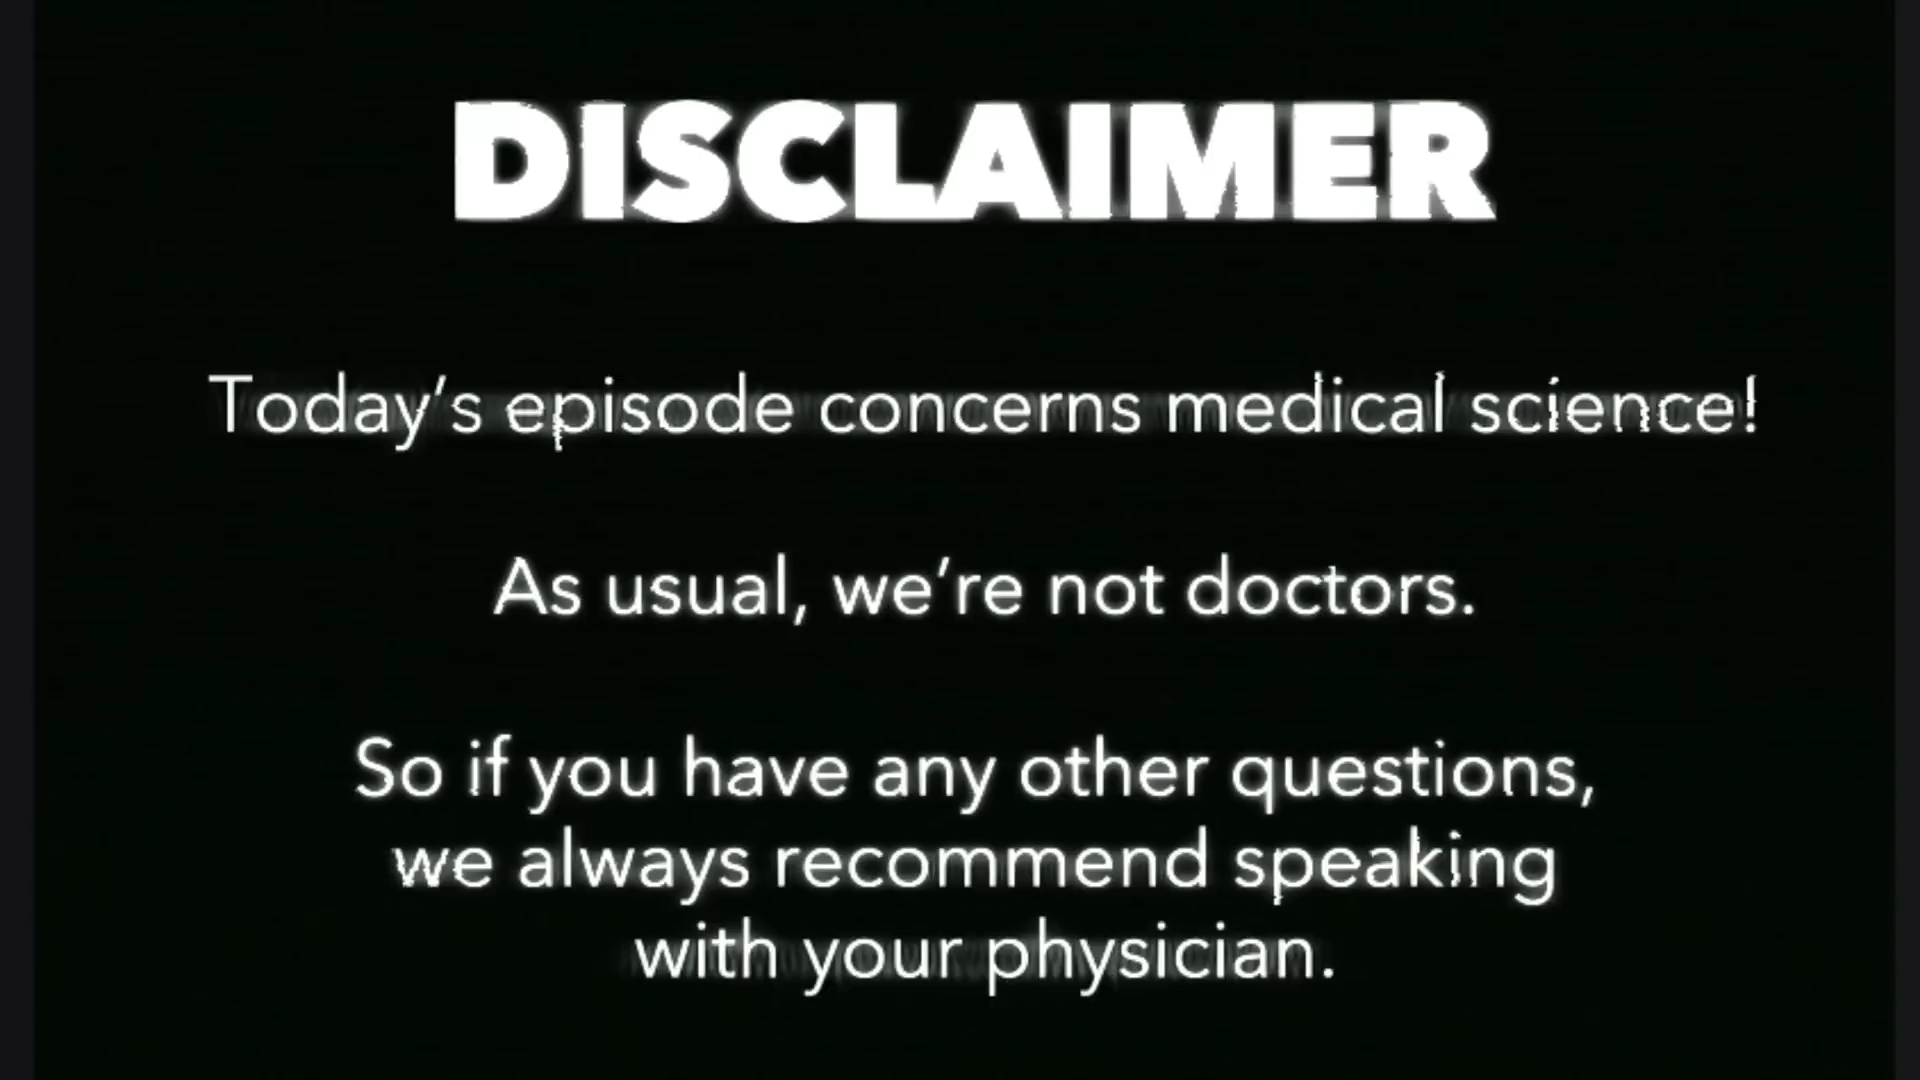 DISCLAIMER
Today’s episode concerns medical science!
As usual, we’re not doctors.
So if you have any other questions,
we always recommend speaking
with your physician.